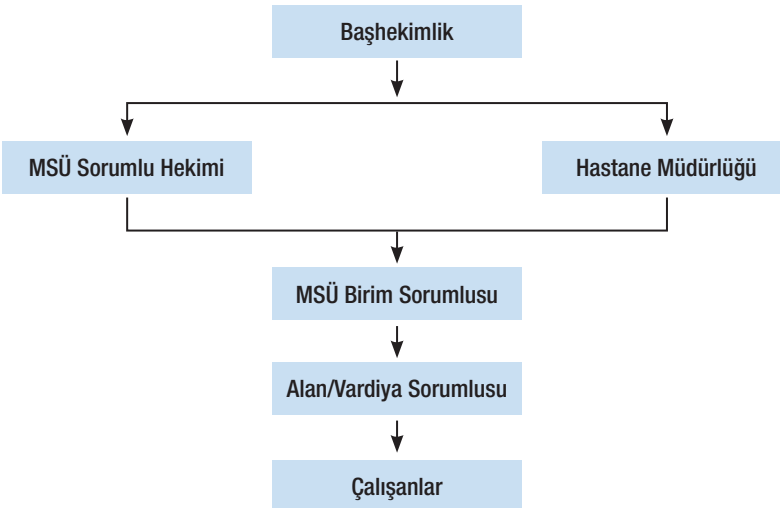 Başhekimlik
MSÜ Sorumlu Hekimi
Hastane Müdürlüğü
MSÜ Birim Sorumlusu
Alan/Vardiya Sorumlusu
Çalışanlar